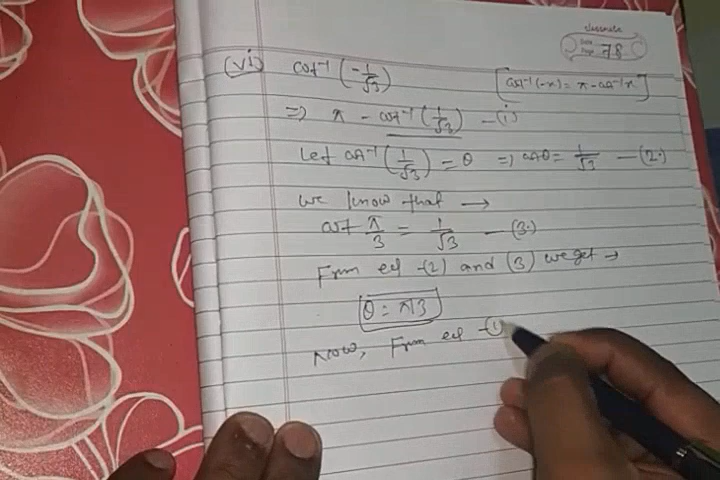 classmate
Date
Page 78
(vi) cot⁻¹(-1/√3) [cot⁻¹(-x) = π - cot⁻¹x]
⇒ π - cot⁻¹(1/√3) —(i)
Let cot⁻¹(1/√3) = θ ⇒ cotθ = 1/√3 —(2.)
we know that →
cot π/3 = 1/√3 —(3.)
From eq -(2) and (3) we get →
θ = π/3
Now, From eq -(1)